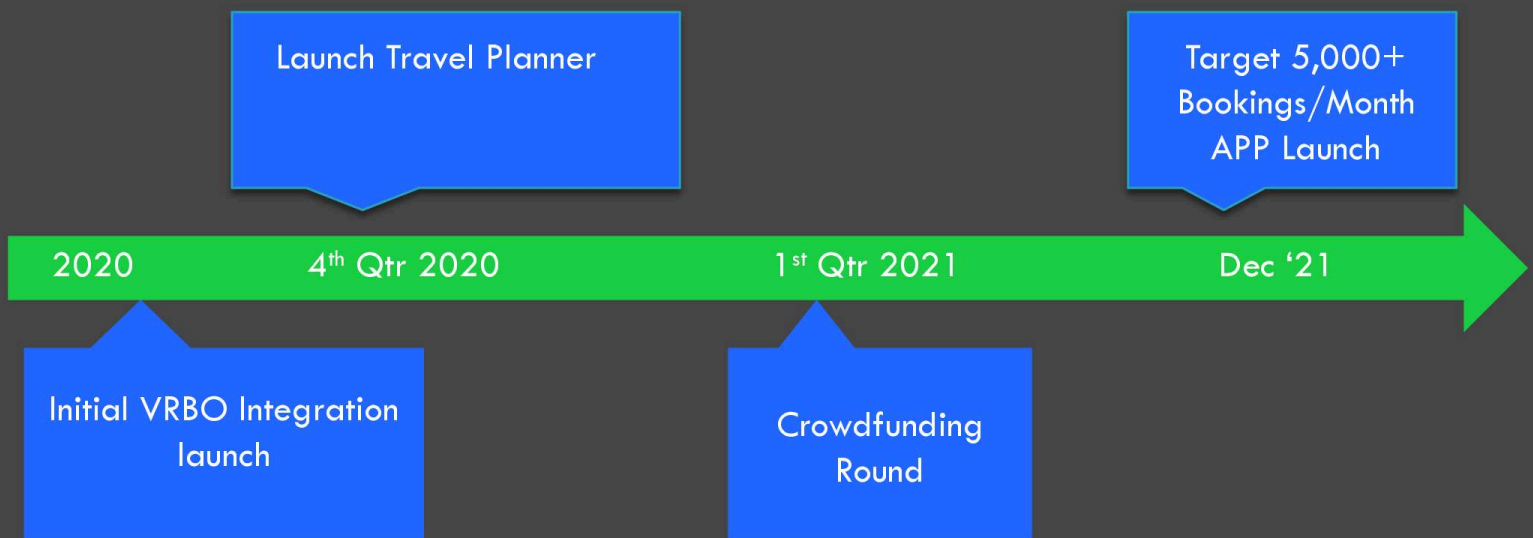 Launch Travel Planner
Target 5,000+
Bookings/Month
APP Launch
2020
4th Qtr 2020
1st Qtr 2021
Dec ‘21
Initial VRBO Integration
launch
Crowdfunding
Round